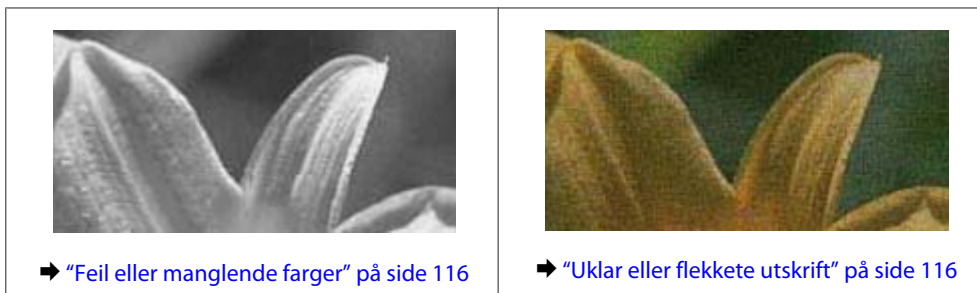 ➡ “Feil eller manglende farger” på side 116
➡ “Uklar eller flekkete utskrift” på side 116